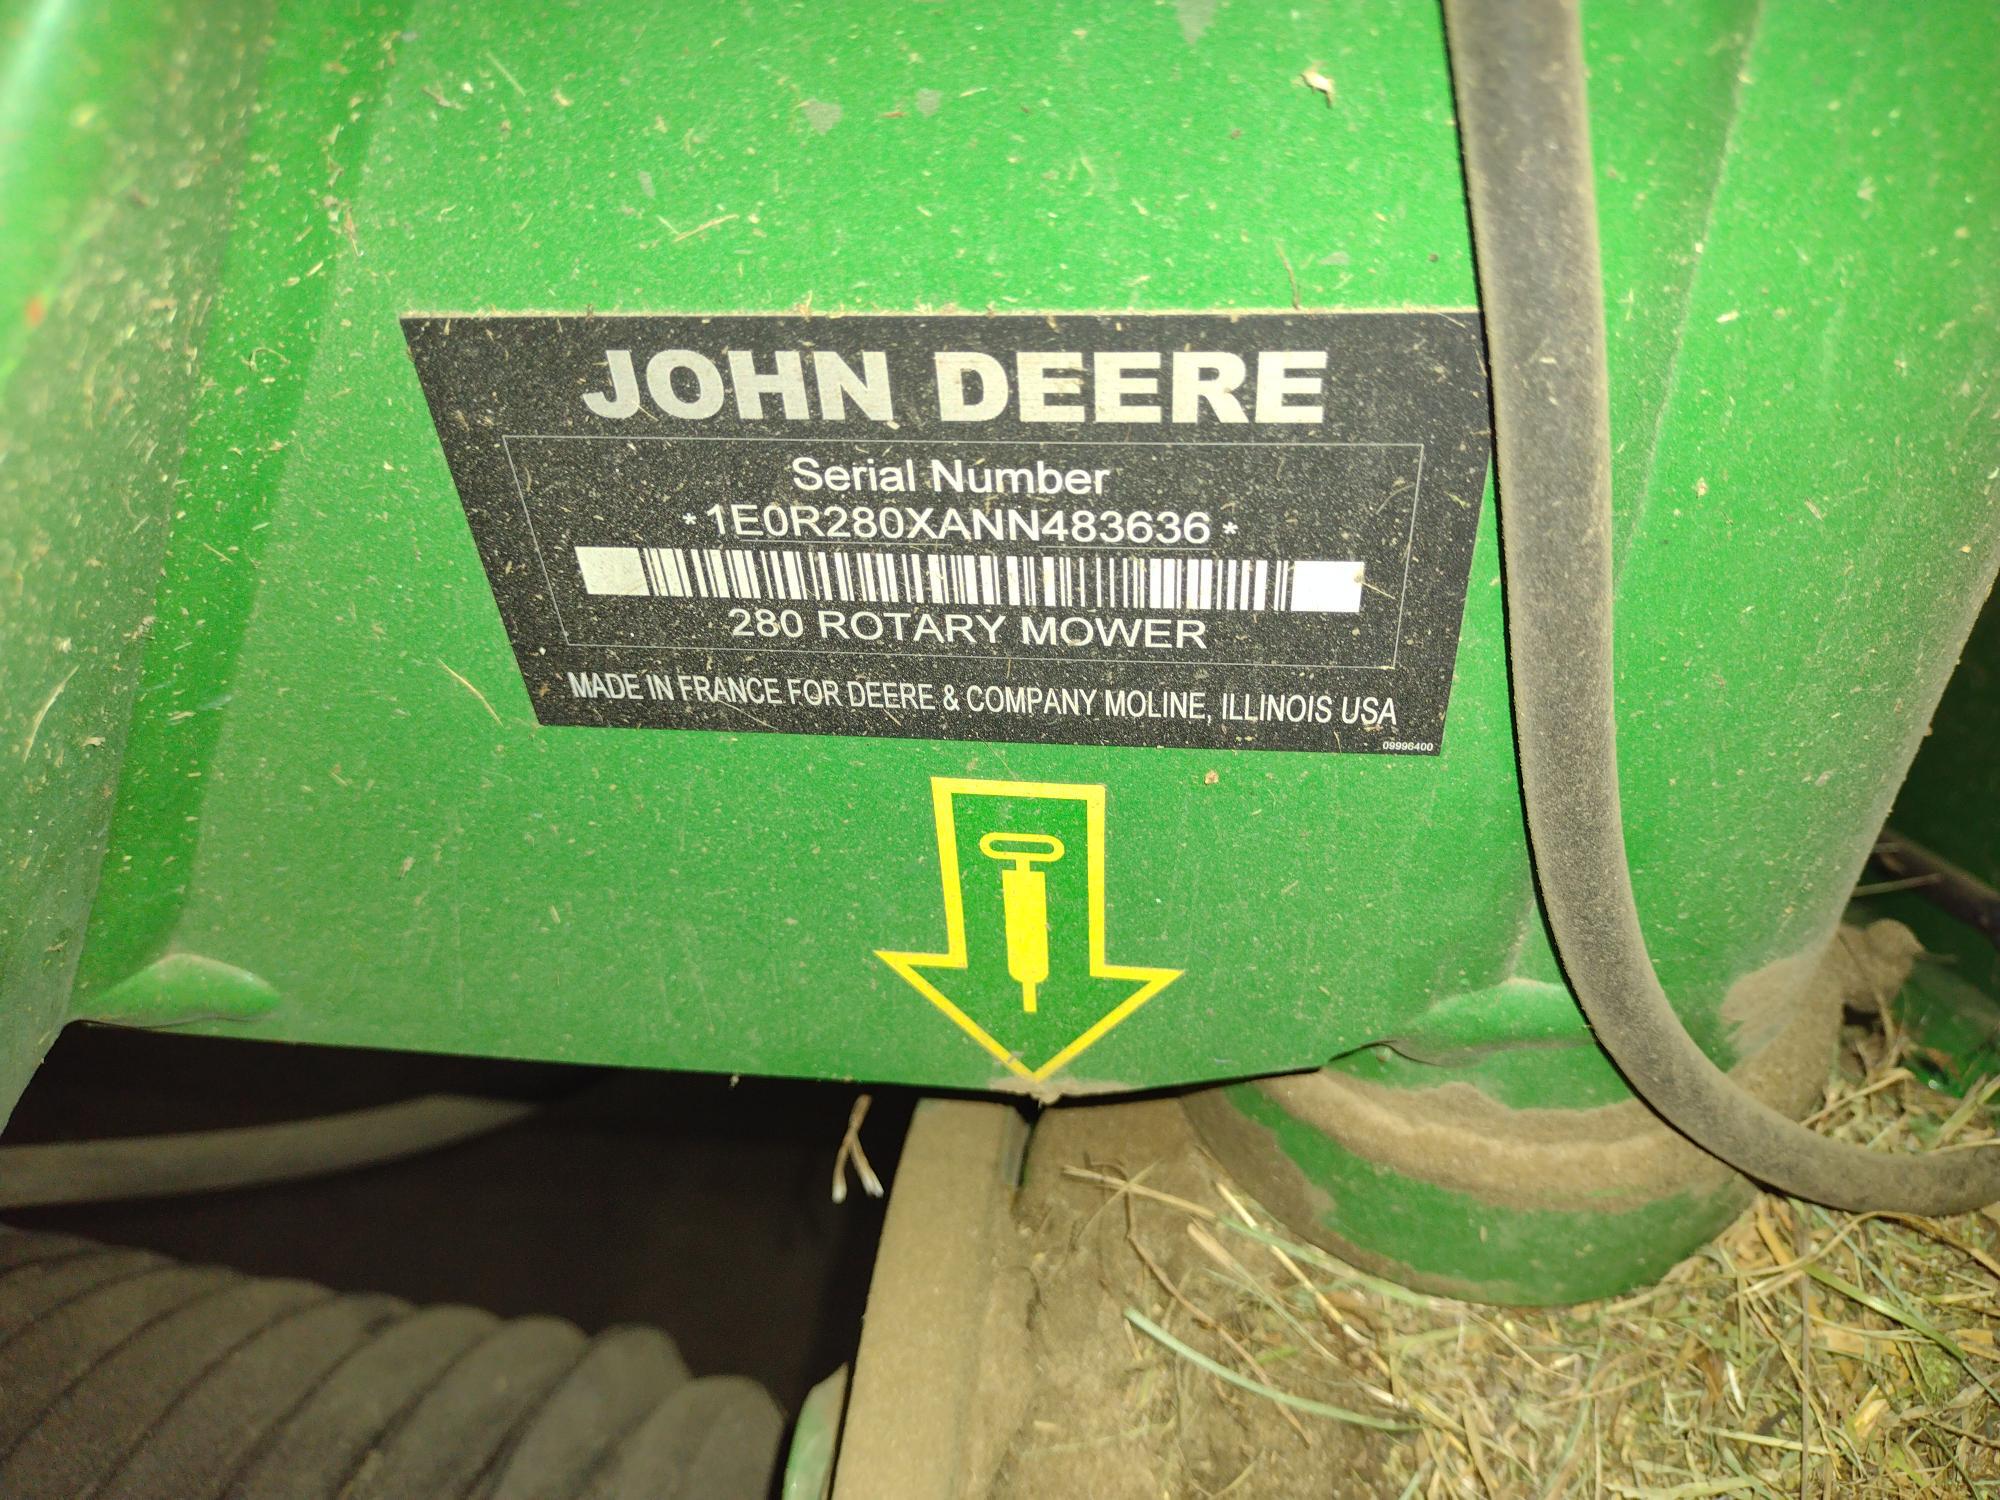 JOHN DEERE
Serial Number
*1E0R280XANN483636*
280 ROTARY MOWER
MADE IN FRANCE FOR DEERE & COMPANY MOLINE, ILLINOIS USA
09996400